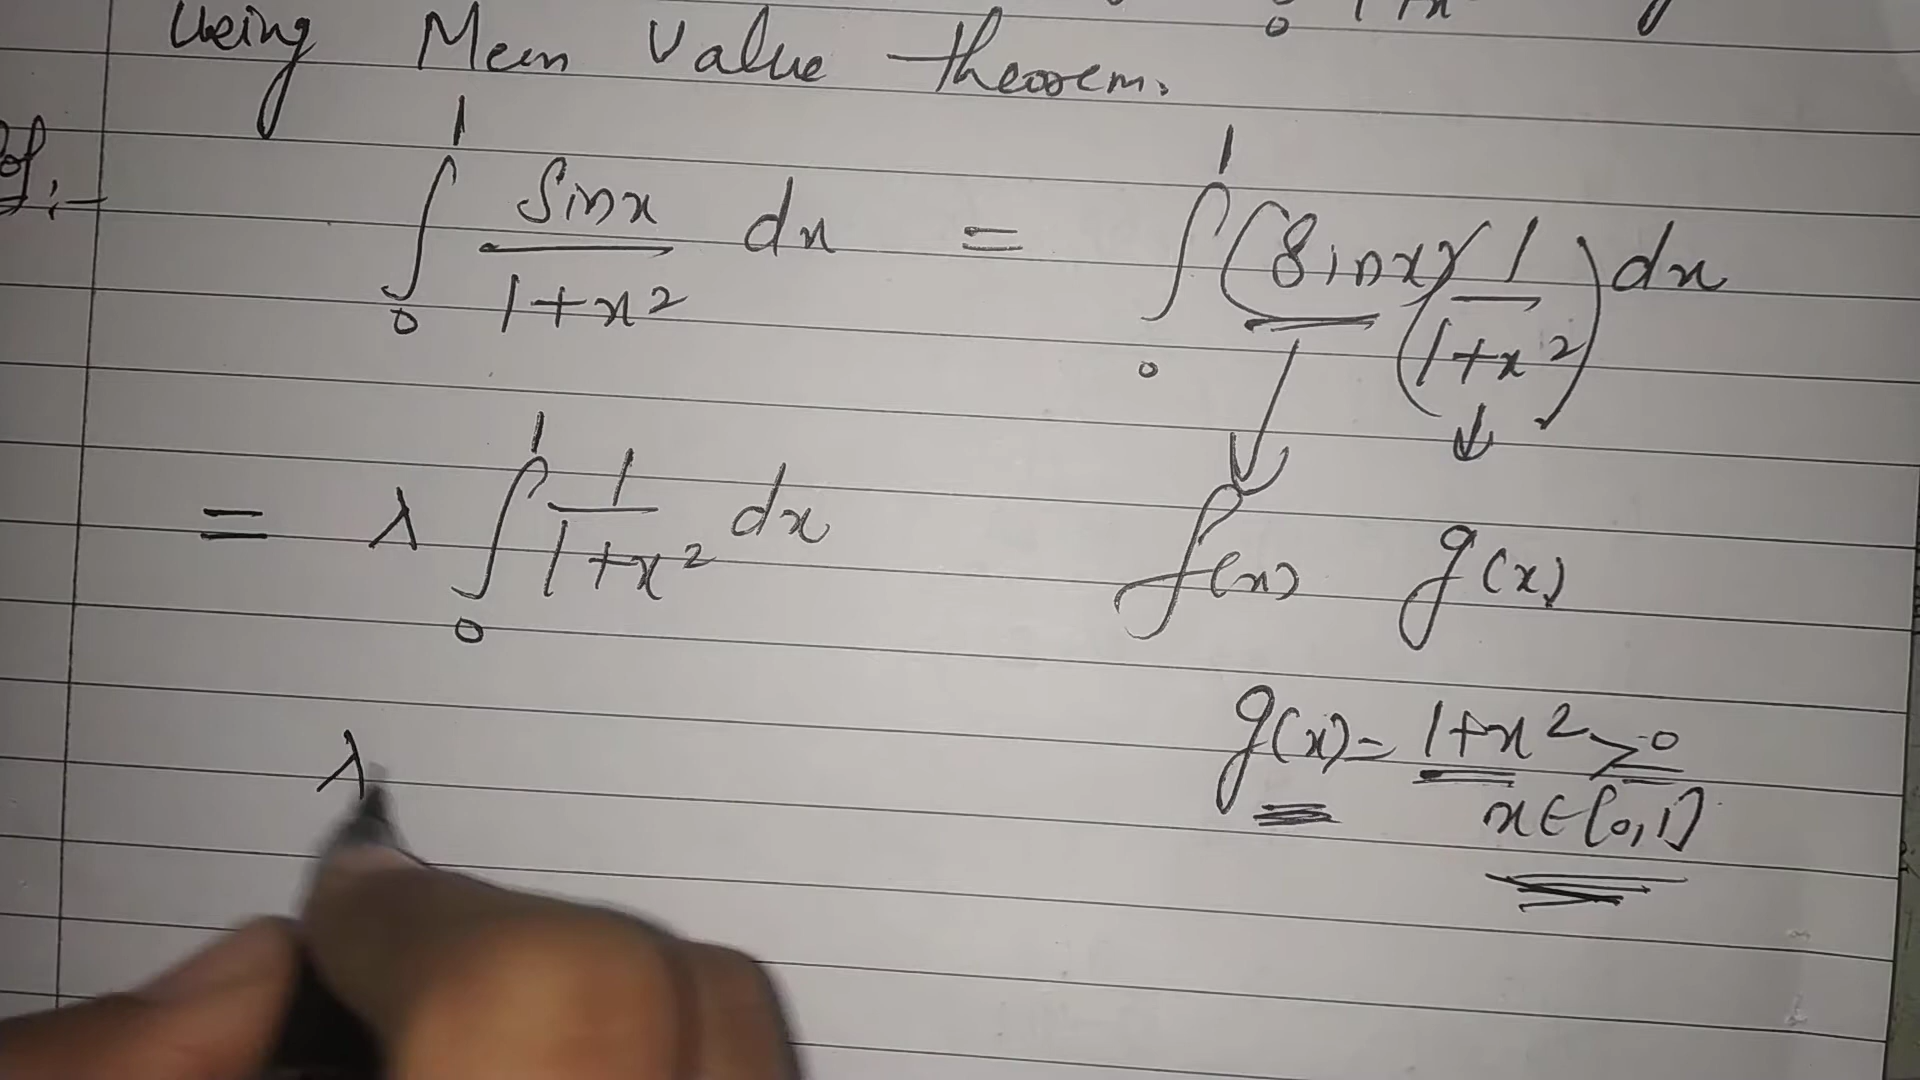 Using Mean Value theorem.
∫₀¹ Sinx/(1+x²) dx = ∫₀¹ (Sinx)(1/(1+x²)) dx
= λ ∫₀¹ 1/(1+x²) dx
f(x) g(x)
g(x) = 1+x² ≥ 0
x∈[0,1]
λ